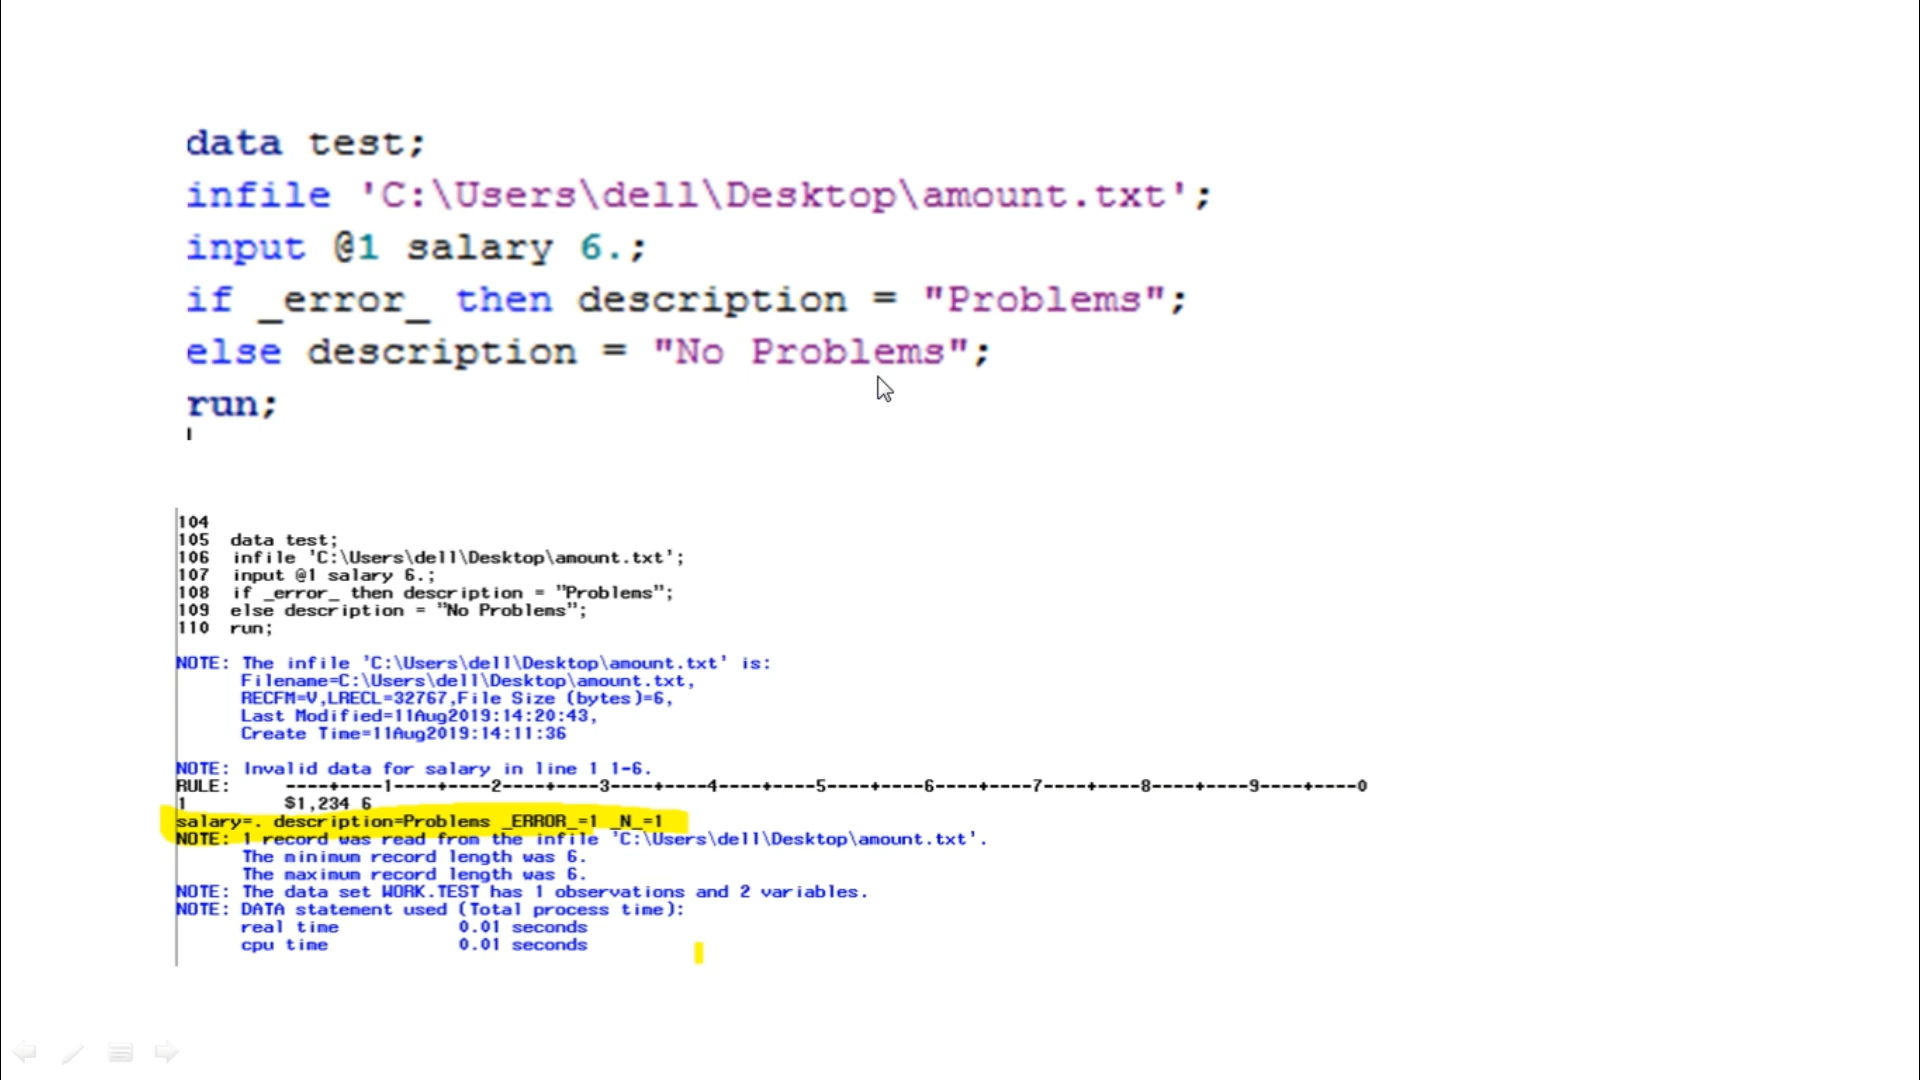 data test;
infile 'C:\Users\dell\Desktop\amount.txt';
input @1 salary 6.;
if _error_ then description = "Problems";
else description = "No Problems";
run;
104
105 data test;
106 infile 'C:\Users\dell\Desktop\amount.txt';
107 input @1 salary 6.;
108 if _error_ then description = "Problems";
109 else description = "No Problems";
110 run;
NOTE: The infile 'C:\Users\dell\Desktop\amount.txt' is:
Filename=C:\Users\dell\Desktop\amount.txt,
RECFM=V,LRECL=32767,File Size (bytes)=6,
Last Modified=11Aug2019:14:20:43,
Create Time=11Aug2019:14:11:36
NOTE: Invalid data for salary in line 1 1-6.
RULE: ----+----1----+----2----+----3----+----4----+----5----+----6----+----7----+----8----+----9----+----0
1 $1,234 6
salary=. description=Problems _ERROR_=1 _N_=1
NOTE: 1 record was read from the infile 'C:\Users\dell\Desktop\amount.txt'.
The minimum record length was 6.
The maximum record length was 6.
NOTE: The data set WORK.TEST has 1 observations and 2 variables.
NOTE: DATA statement used (Total process time):
real time 0.01 seconds
cpu time 0.01 seconds